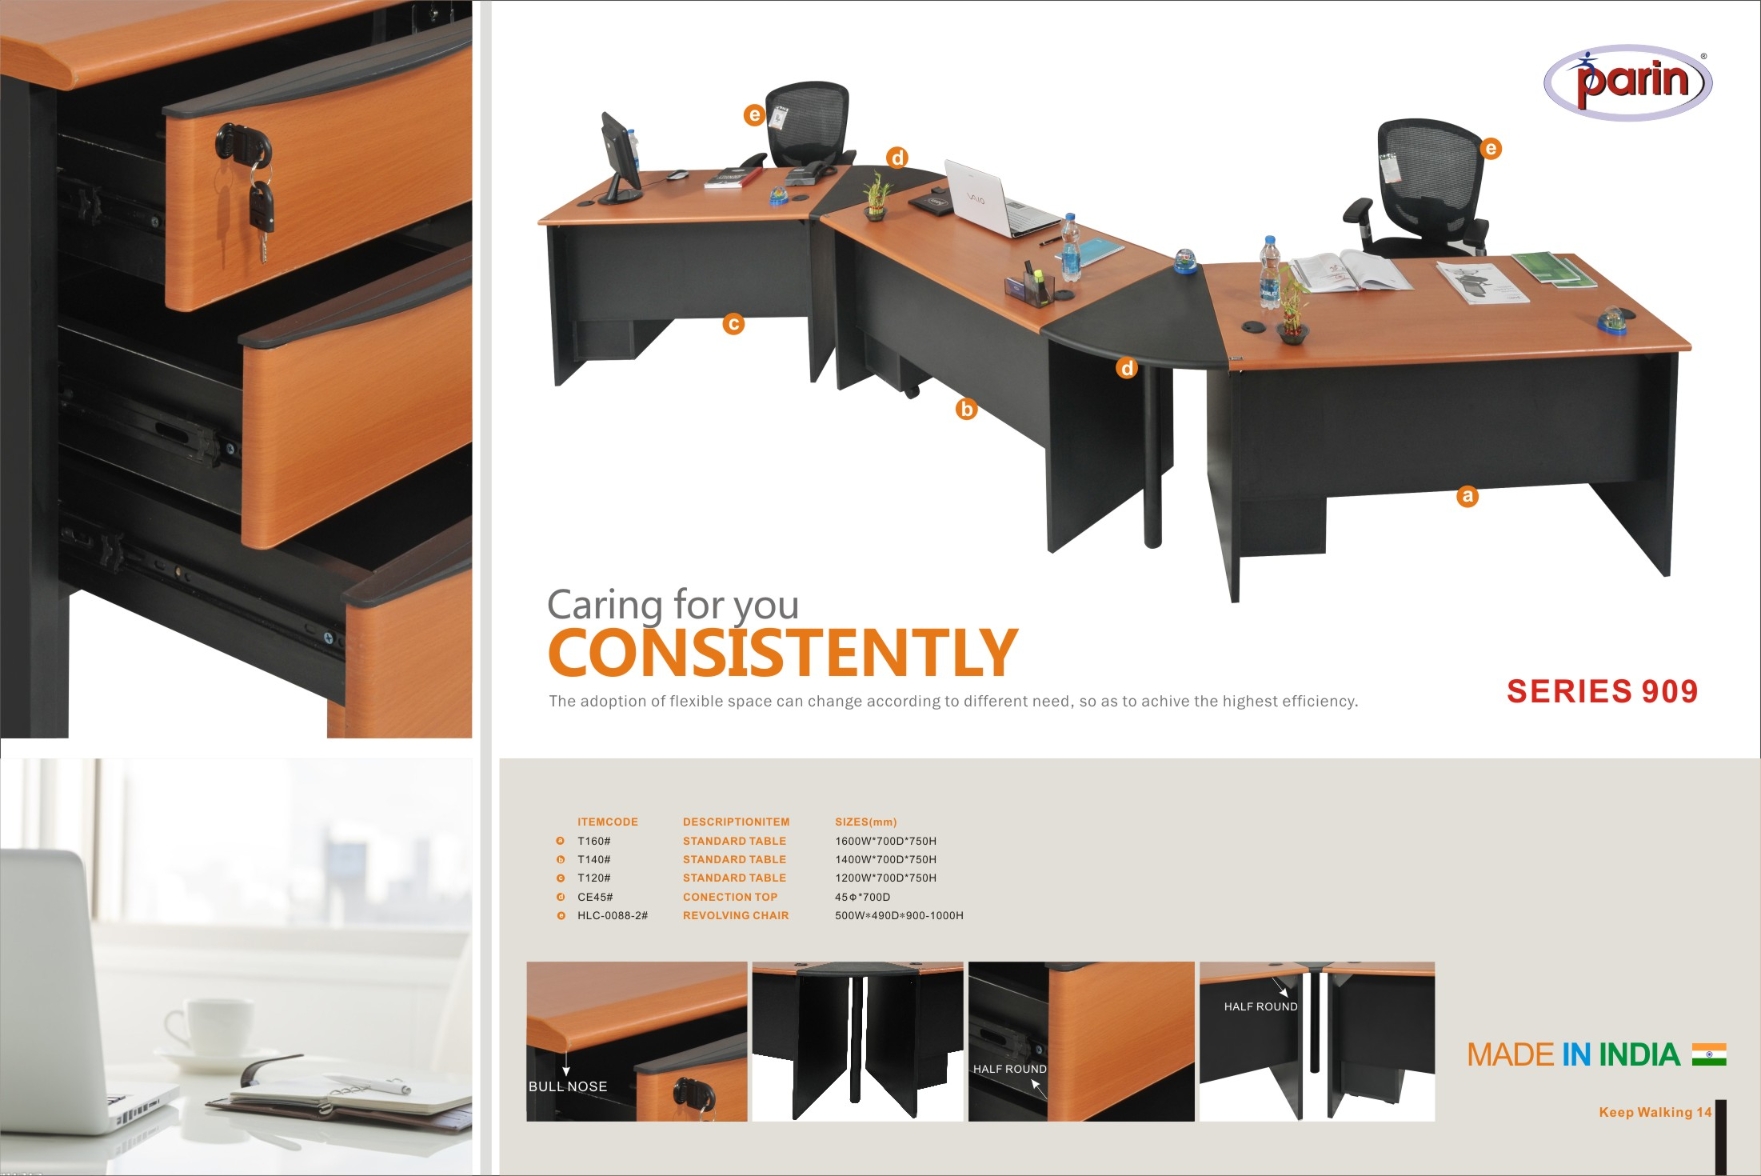 parin®
e
d
e
c
d
b
a
VAIO
Caring for you
CONSISTENTLY
The adoption of flexible space can change according to different need, so as to achive the highest efficiency.
SERIES 909
ITEMCODE DESCRIPTIONITEM SIZES(mm)
a T160# STANDARD TABLE 1600W*700D*750H
b T140# STANDARD TABLE 1400W*700D*750H
c T120# STANDARD TABLE 1200W*700D*750H
d CE45# CONECTION TOP 45Φ*700D
e HLC-0088-2# REVOLVING CHAIR 500W*490D*900-1000H
BULL NOSE
HALF ROUND
HALF ROUND
MADE IN INDIA
Keep Walking 14